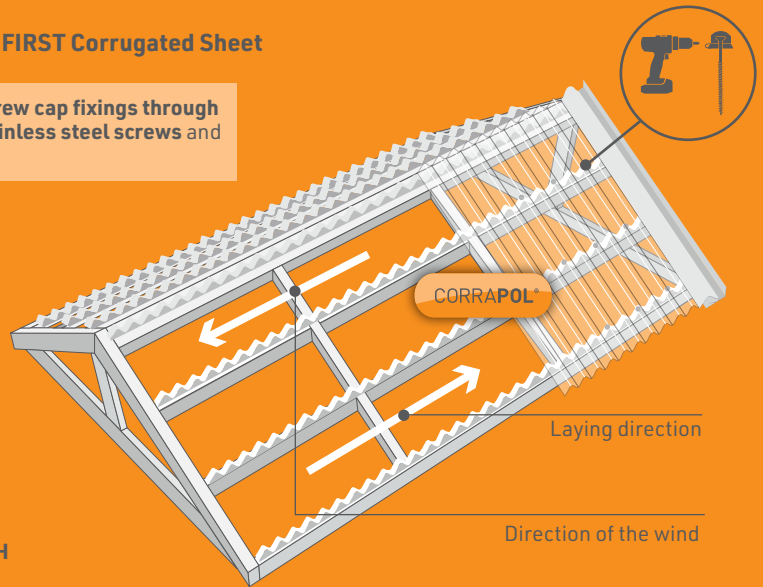 FIRST Corrugated Sheet
rew cap fixings through
inless steel screws and
CORRAPOL®
Laying direction
Direction of the wind
H